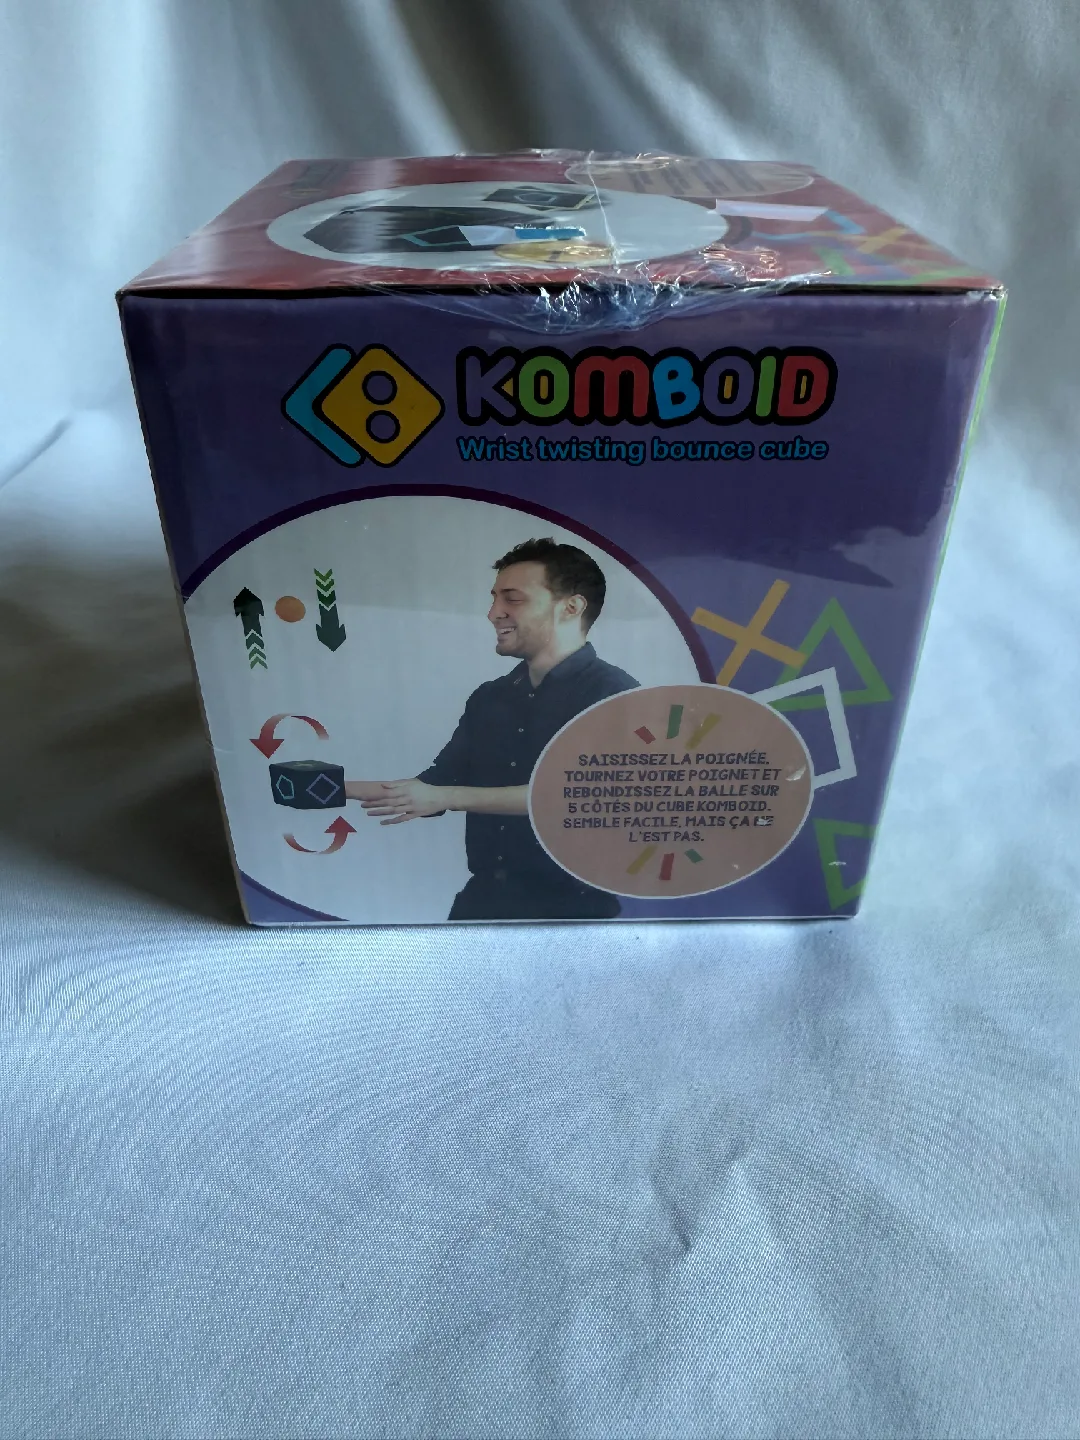 KOMBOID
Wrist twisting bounce cube
SAISISSEZ LA POIGNÉE,
TOURNEZ VOTRE POIGNET ET
REBONDISSEZ LA BALLE SUR
5 CÔTÉS DU CUBE KOMBOID.
SEMBLE FACILE, MAIS ÇA NE
L'EST PAS.